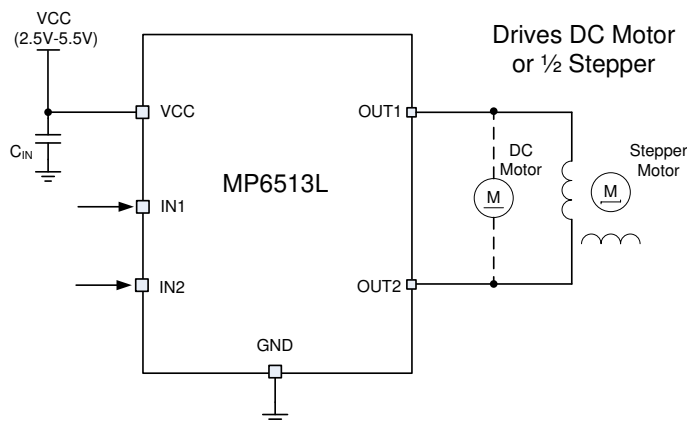 VCC
(2.5V-5.5V)
Drives DC Motor
or ½ Stepper
VCC
OUT1
C_IN
DC
Motor
Stepper
Motor
MP6513L
M
M
IN1
IN2
OUT2
GND